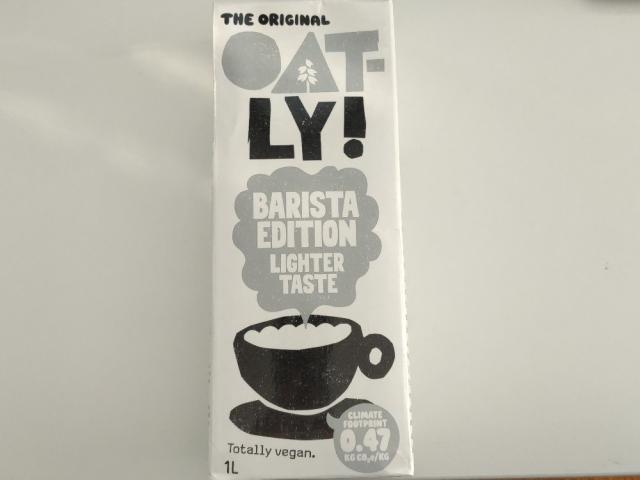 THE ORIGINAL
OAT-
LY!
BARISTA
EDITION
LIGHTER
TASTE
CLIMATE
FOOTPRINT
0.47
KG CO₂e/KG
Totally vegan.
1L